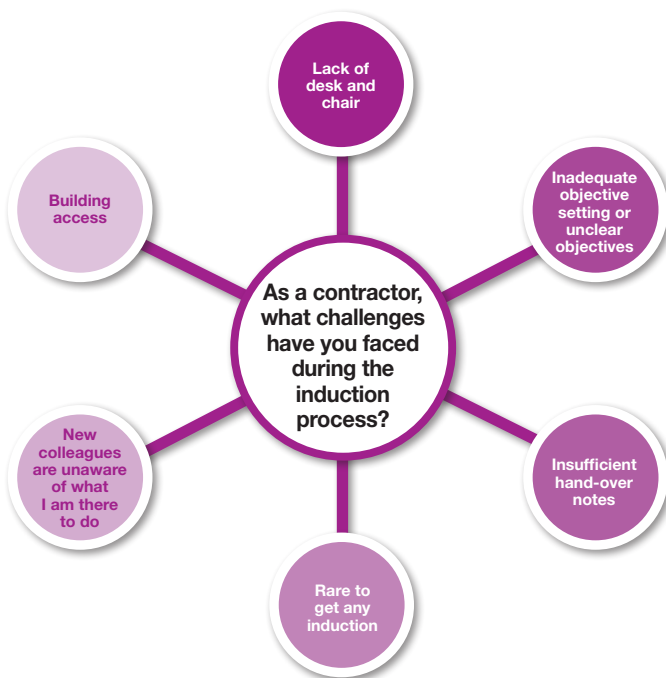 Lack of
desk and
chair
Inadequate
objective
setting or
unclear
objectives
Insufficient
hand-over
notes
Rare to
get any
induction
New
colleagues
are unaware
of what
I am there
to do
Building
access
As a contractor,
what challenges
have you faced
during the
induction
process?